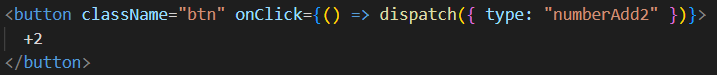 <button className="btn" onClick={() => dispatch({ type: "numberAdd2" })}>
+2
</button>